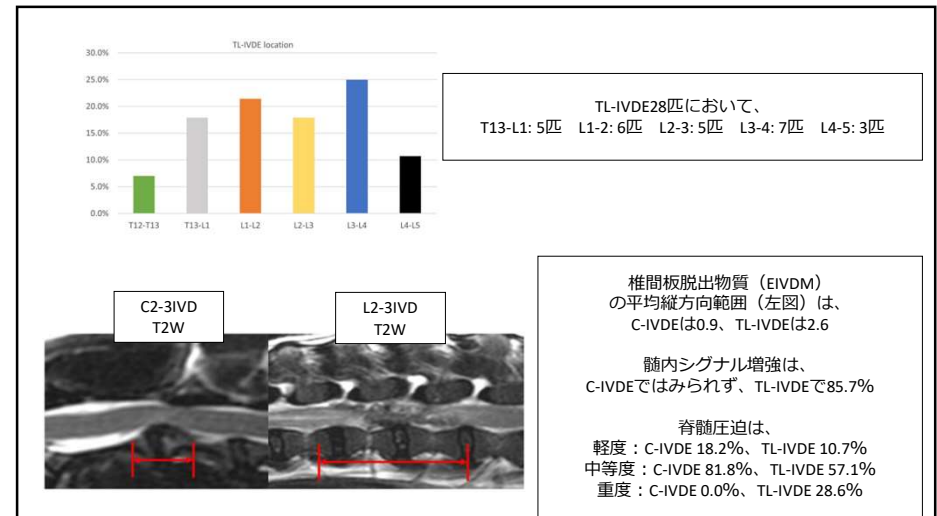 TL-IVDE location
30.0%
25.0%
20.0%
15.0%
10.0%
5.0%
0.0%
T12-T13 T13-L1 L1-L2 L2-L3 L3-L4 L4-L5
TL-IVDE28匹において、
T13-L1: 5匹 L1-2: 6匹 L2-3: 5匹 L3-4: 7匹 L4-5: 3匹
C2-3IVD
T2W
L2-3IVD
T2W
椎間板脱出物質（EIVDM）
の平均縦方向範囲（左図）は、
C-IVDEは0.9、TL-IVDEは2.6
髄内シグナル増強は、
C-IVDEではみられず、TL-IVDEで85.7%
脊髄圧迫は、
軽度：C-IVDE 18.2%、TL-IVDE 10.7%
中等度：C-IVDE 81.8%、TL-IVDE 57.1%
重度：C-IVDE 0.0%、TL-IVDE 28.6%